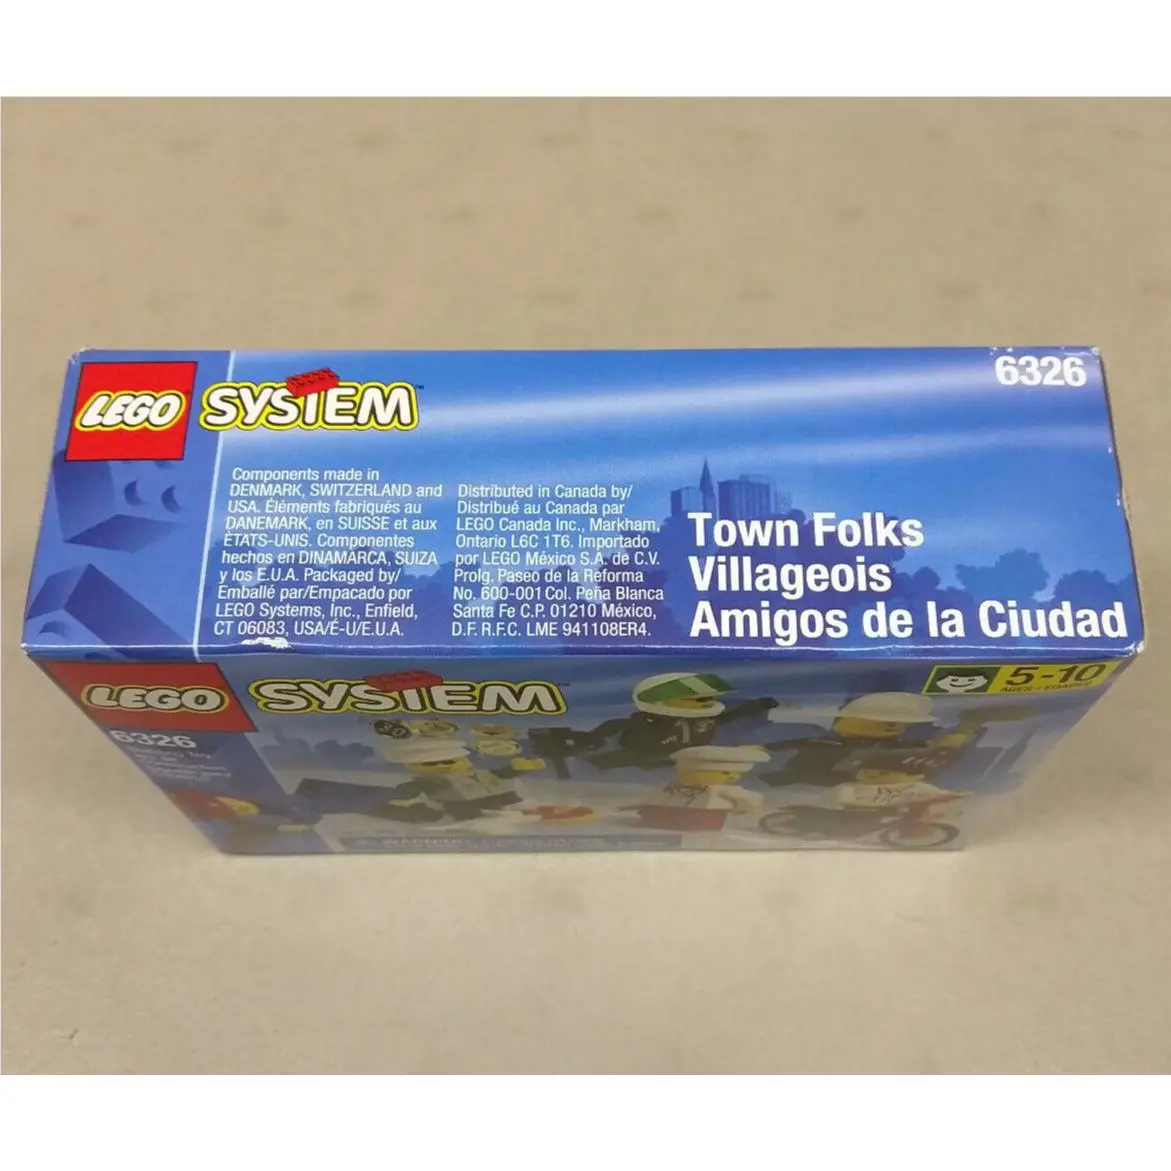 LEGO SYSTEM™
6326
Components made in
DENMARK, SWITZERLAND and
USA. Éléments fabriqués au
DANEMARK, en SUISSE et aux
ÉTATS-UNIS. Componentes
hechos en DINAMARCA, SUIZA
y los E.U.A. Packaged by/
Emballé par/Empacado por
LEGO Systems, Inc., Enfield,
CT 06083, USA/É-U/E.U.A.
Distributed in Canada by/
Distribué au Canada par
LEGO Canada Inc., Markham,
Ontario L6C 1T6. Importado
por LEGO México S.A. de C.V.
Prolg. Paseo de la Reforma
No. 600-001 Col. Peña Blanca
Santa Fe C.P. 01210 México,
D.F. R.F.C. LME 941108ER4.
Town Folks
Villageois
Amigos de la Ciudad
LEGO SYSTEM™
6326
5-10
AGES
WARNING: